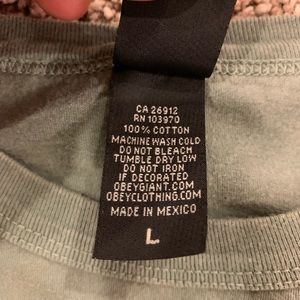 CA 26912
RN 103970
100% COTTON
MACHINE WASH COLD
DO NOT BLEACH
TUMBLE DRY LOW
DO NOT IRON
IF DECORATED
OBEYGIANT.COM
OBEYCLOTHING.COM
MADE IN MEXICO
L